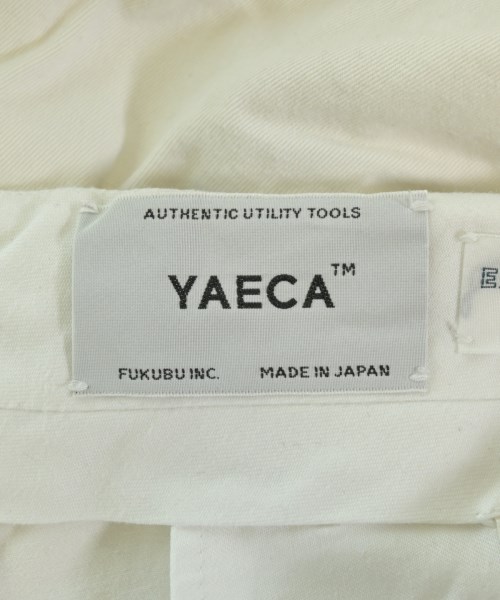 AUTHENTIC UTILITY TOOLS
YAECA™
FUKUBU INC. MADE IN JAPAN